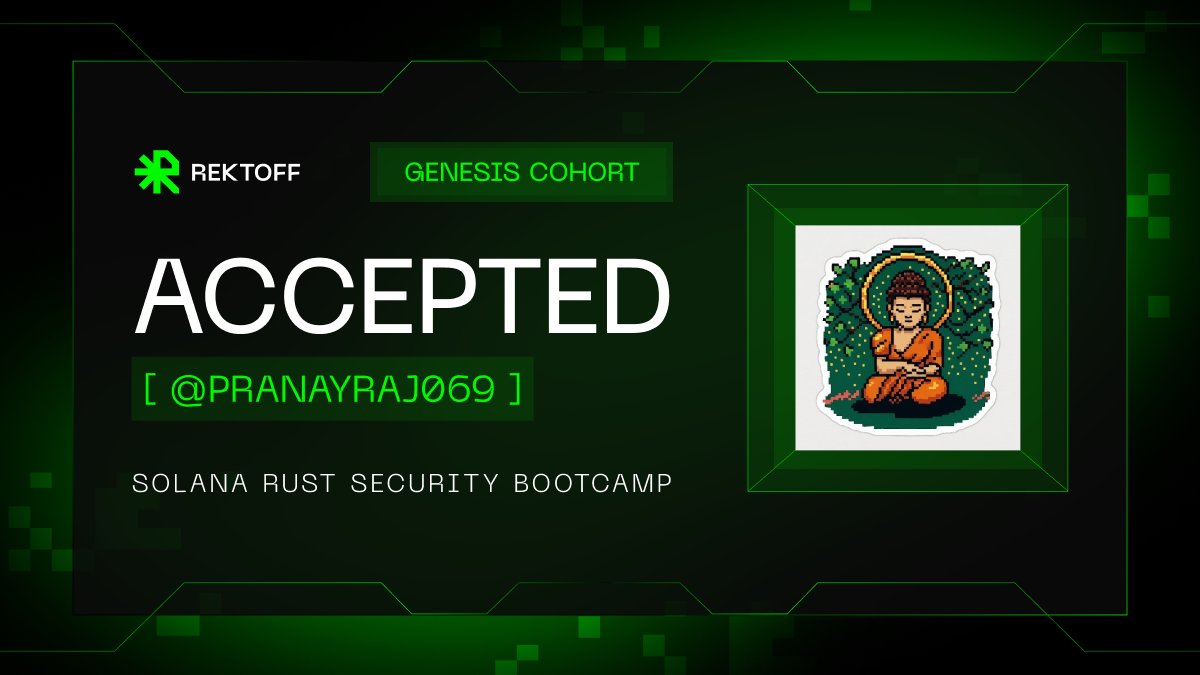 REKTOFF
GENESIS COHORT
ACCEPTED
[ @PRANAYRAJ069 ]
SOLANA RUST SECURITY BOOTCAMP